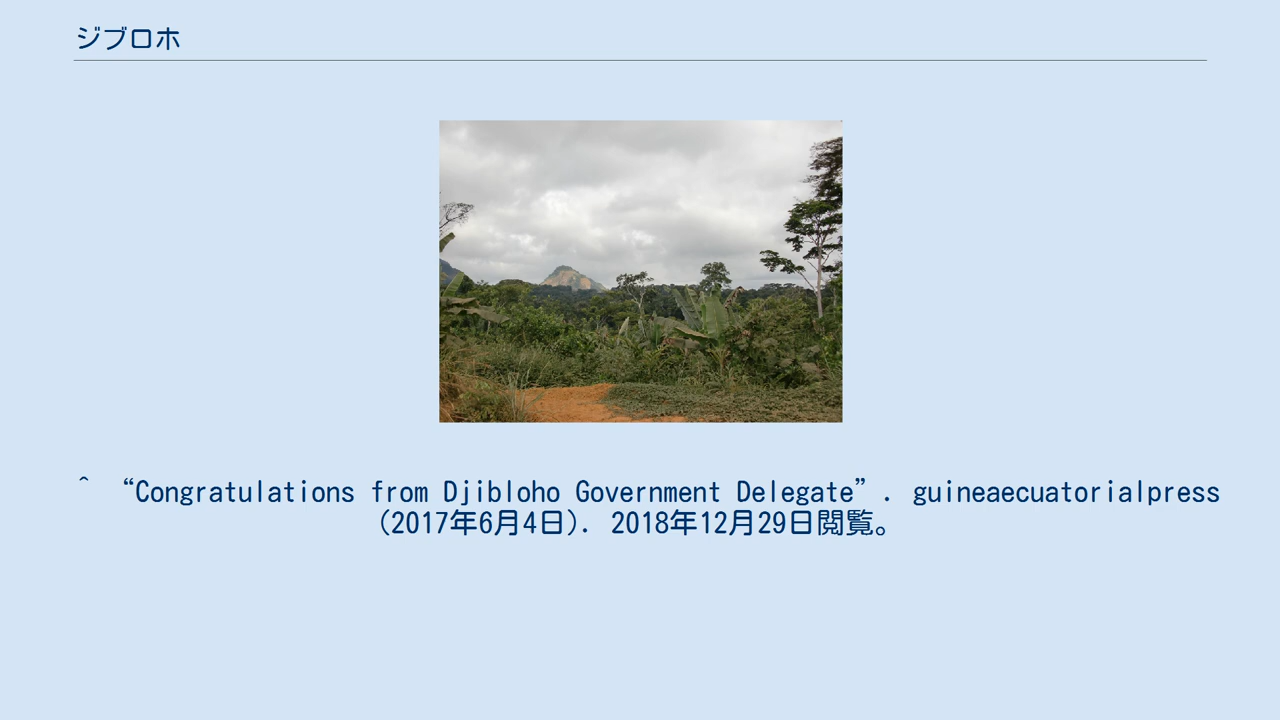 ジブロホ
^ “Congratulations from Djibloho Government Delegate”. guineaecuatorialpress
(2017年6月4日). 2018年12月29日閲覧。